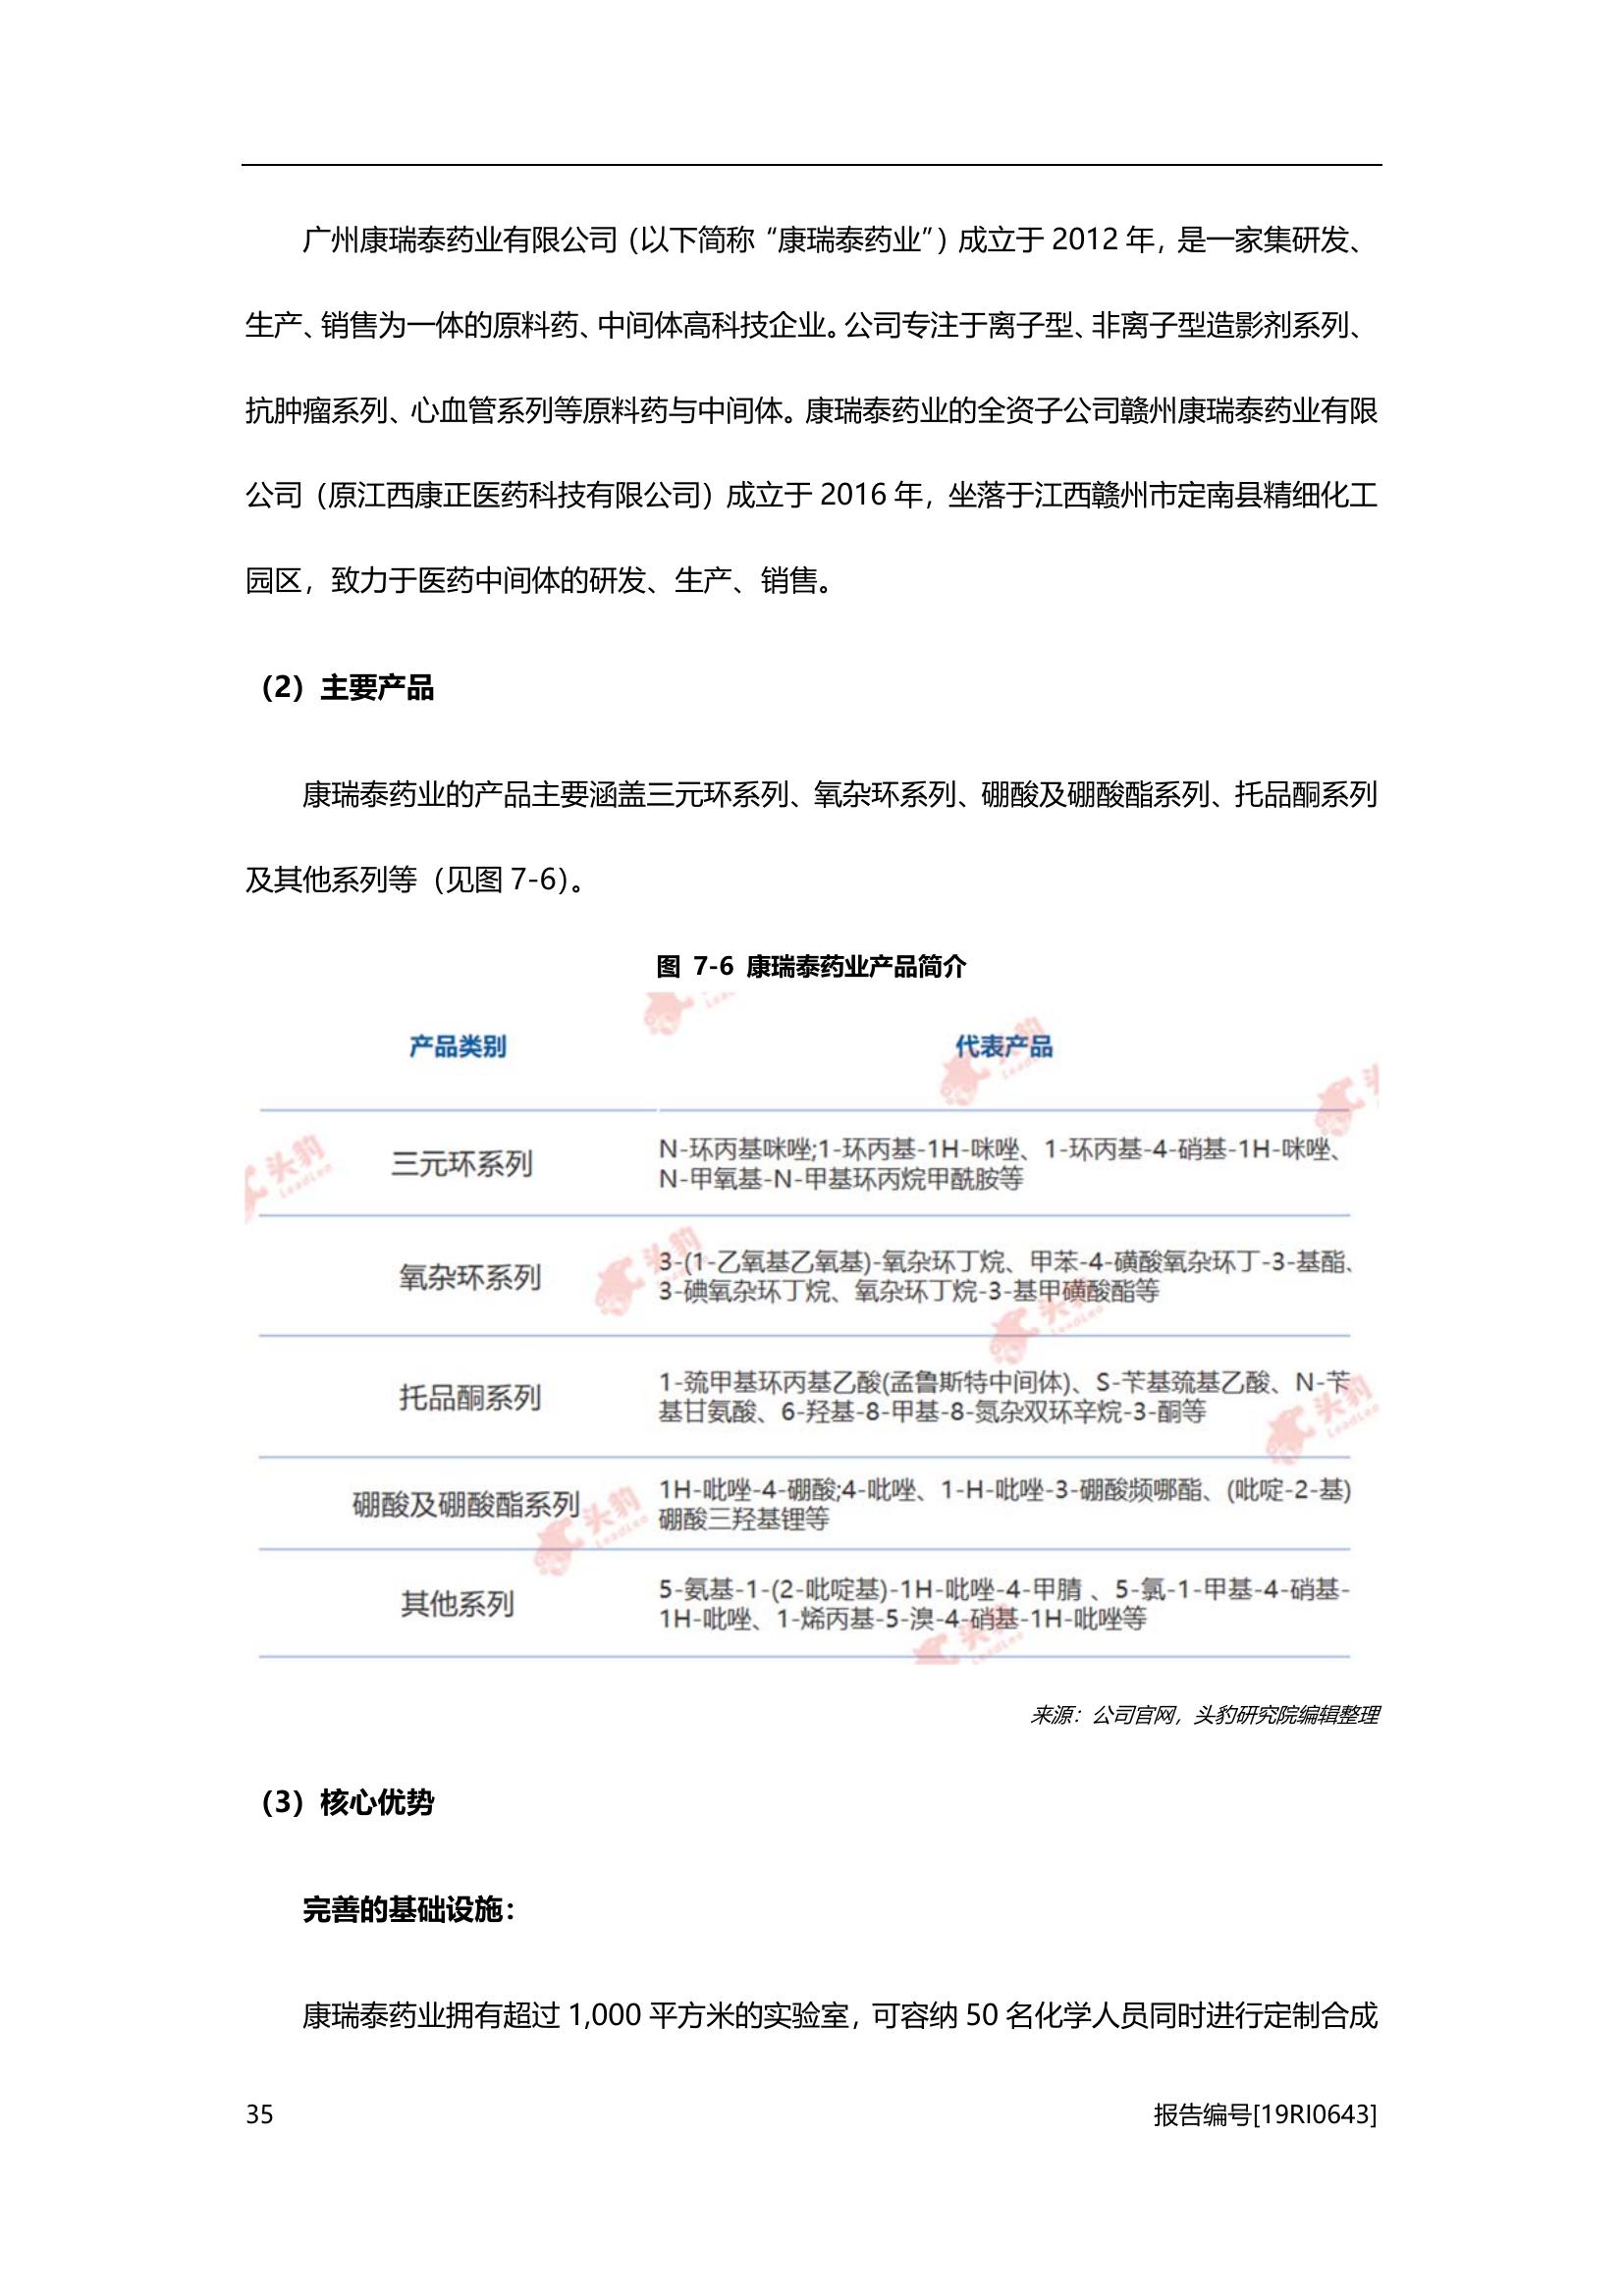 广州康瑞泰药业有限公司（以下简称“康瑞泰药业”）成立于 2012 年，是一家集研发、
生产、销售为一体的原料药、中间体高科技企业。公司专注于离子型、非离子型造影剂系列、
抗肿瘤系列、心血管系列等原料药与中间体。康瑞泰药业的全资子公司赣州康瑞泰药业有限
公司（原江西康正医药科技有限公司）成立于 2016 年，坐落于江西赣州市定南县精细化工
园区，致力于医药中间体的研发、生产、销售。
（2）主要产品
康瑞泰药业的产品主要涵盖三元环系列、氧杂环系列、硼酸及硼酸酯系列、托品酮系列
及其他系列等（见图 7-6）。
图 7-6 康瑞泰药业产品简介
产品类别 代表产品
三元环系列
N-环丙基咪唑;1-环丙基-1H-咪唑、1-环丙基-4-硝基-1H-咪唑、
N-甲氧基-N-甲基环丙烷甲酰胺等
氧杂环系列
3-(1-乙氧基乙氧基)-氧杂环丁烷、甲苯-4-磺酸氧杂环丁-3-基酯、
3-碘氧杂环丁烷、氧杂环丁烷-3-基甲磺酸酯等
托品酮系列
1-巯甲基环丙基乙酸(孟鲁斯特中间体)、S-苄基巯基乙酸、N-苄
基甘氨酸、6-羟基-8-甲基-8-氮杂双环辛烷-3-酮等
硼酸及硼酸酯系列
1H-吡唑-4-硼酸;4-吡唑、1-H-吡唑-3-硼酸频哪酯、(吡啶-2-基)
硼酸三羟基锂等
其他系列
5-氨基-1-(2-吡啶基)-1H-吡唑-4-甲腈 、5-氯-1-甲基-4-硝基-
1H-吡唑、1-烯丙基-5-溴-4-硝基-1H-吡唑等
头豹
LeadLeo
来源：公司官网，头豹研究院编辑整理
（3）核心优势
完善的基础设施：
康瑞泰药业拥有超过 1,000 平方米的实验室，可容纳 50 名化学人员同时进行定制合成
35 报告编号[19RI0643]